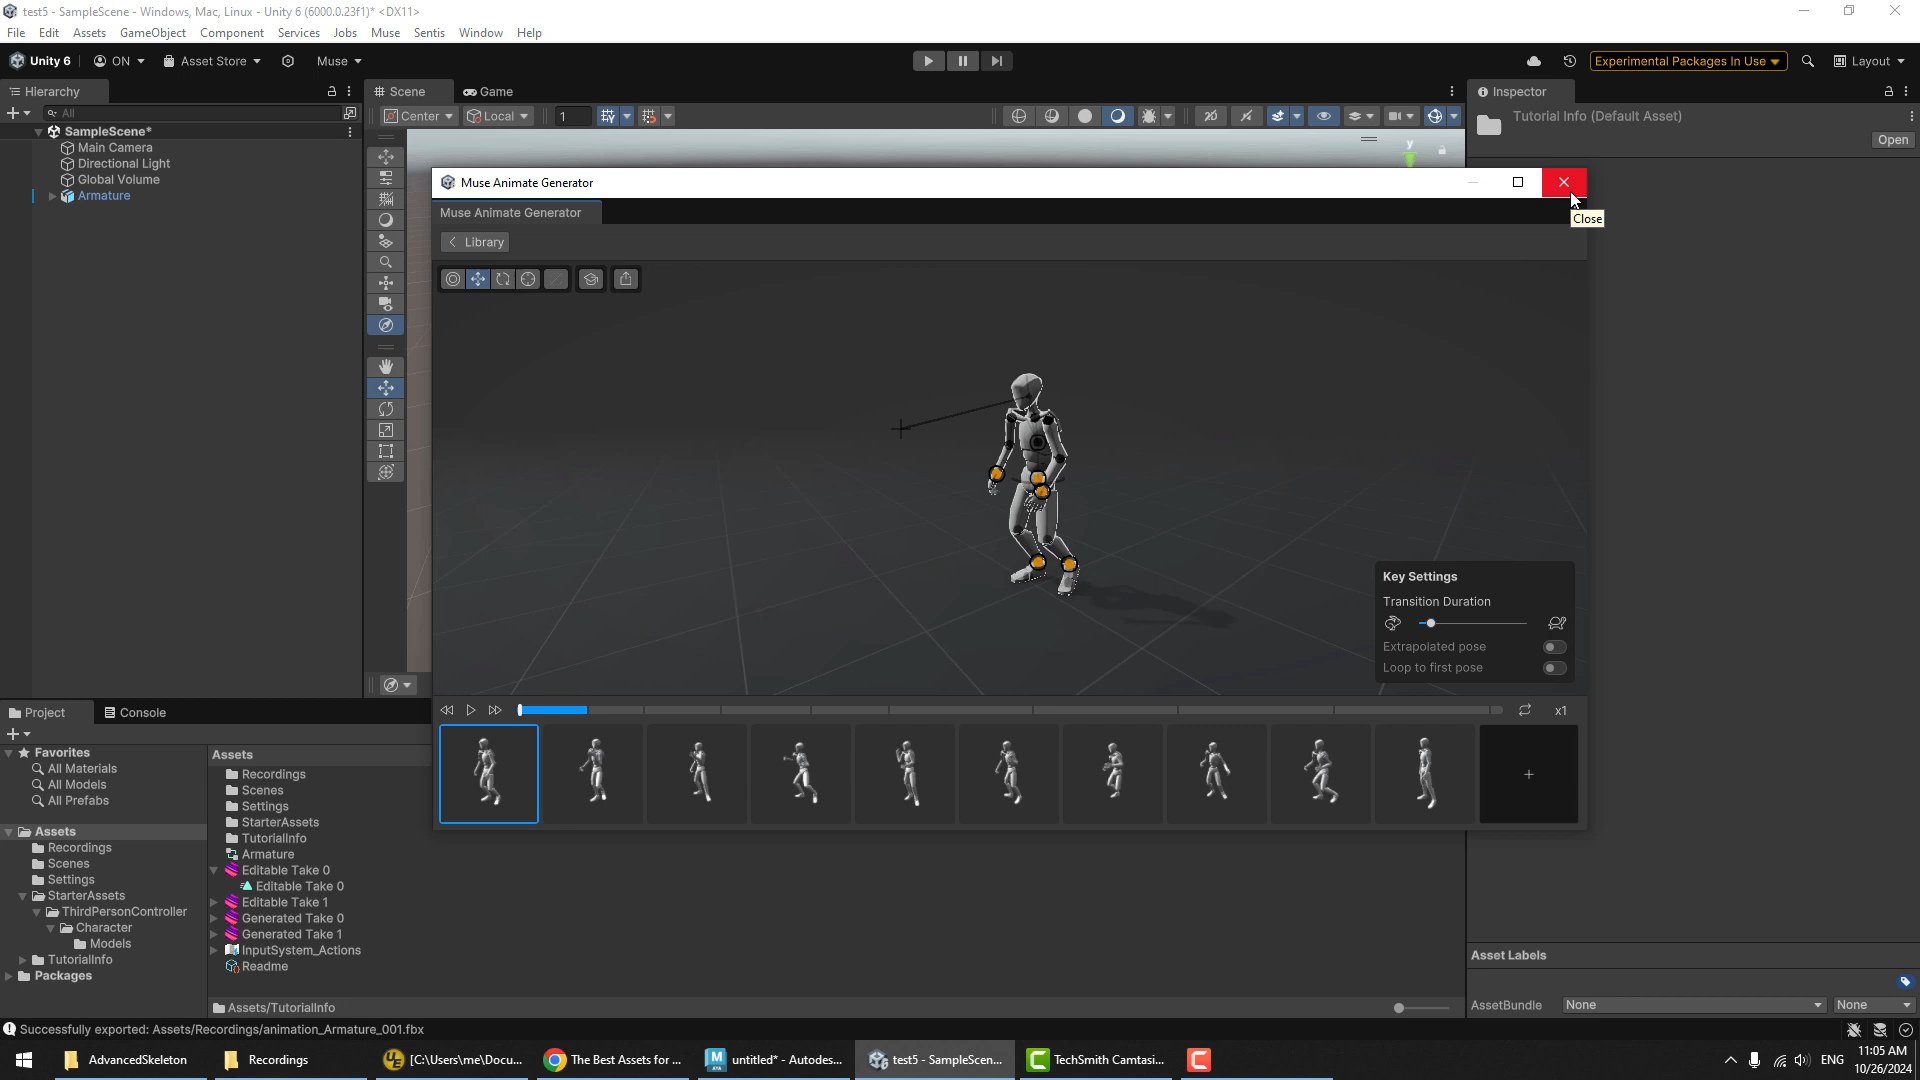 test5 - SampleScene - Windows, Mac, Linux - Unity 6 (6000.0.23f1)* <DX11>
File Edit Assets GameObject Component Services Jobs Muse Sentis Window Help
Unity 6 ON Asset Store Muse Experimental Packages In Use Layout
Hierarchy Scene Game Inspector
All Center Local 1 Tutorial Info (Default Asset)
Open
SampleScene*
Main Camera
Directional Light
Global Volume
Armature
y
Muse Animate Generator
Close
Muse Animate Generator
Library
Key Settings
Transition Duration
Extrapolated pose
Loop to first pose
x1
Project Console
Favorites
All Materials
All Models
All Prefabs
Assets
Recordings
Scenes
Settings
StarterAssets
ThirdPersonController
Character
Models
TutorialInfo
Packages
Assets
Recordings
Scenes
Settings
StarterAssets
TutorialInfo
Armature
Editable Take 0
Editable Take 0
Editable Take 1
Generated Take 0
Generated Take 1
InputSystem_Actions
Readme
Assets/TutorialInfo
Asset Labels
AssetBundle None None
Successfully exported: Assets/Recordings/animation_Armature_001.fbx
AdvancedSkeleton Recordings [C:\Users\me\Docu... The Best Assets for ... untitled* - Autodes... test5 - SampleScen... TechSmith Camtasi... ENG 11:05 AM
10/26/2024